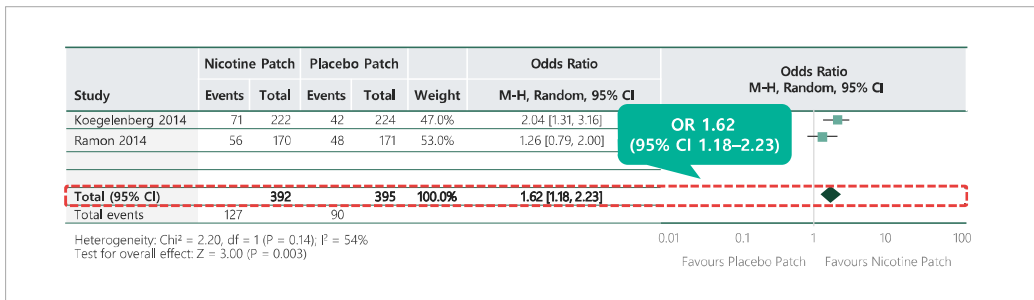 Nicotine Patch Placebo Patch Odds Ratio Odds Ratio
M-H, Random, 95% CI
Study Events Total Events Total Weight M-H, Random, 95% CI
Koegelenberg 2014 71 222 42 224 47.0% 2.04 [1.31, 3.16]
Ramon 2014 56 170 48 171 53.0% 1.26 [0.79, 2.00]
OR 1.62
(95% CI 1.18–2.23)
Total (95% CI) 392 395 100.0% 1.62 [1.18, 2.23]
Total events 127 90
Heterogeneity: Chi² = 2.20, df = 1 (P = 0.14); I² = 54%
Test for overall effect: Z = 3.00 (P = 0.003)
0.01 0.1 1 10 100
Favours Placebo Patch Favours Nicotine Patch